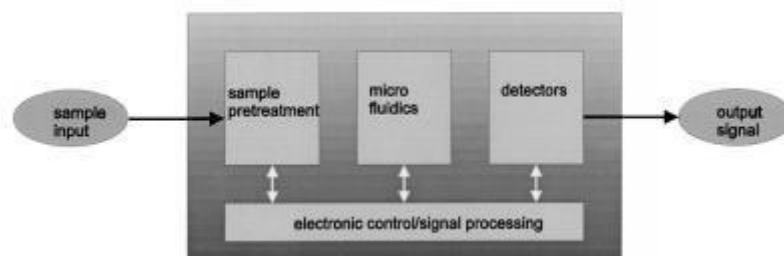 sample
input
sample
pretreatment
micro
fluidics
detectors
output
signal
electronic control/signal processing